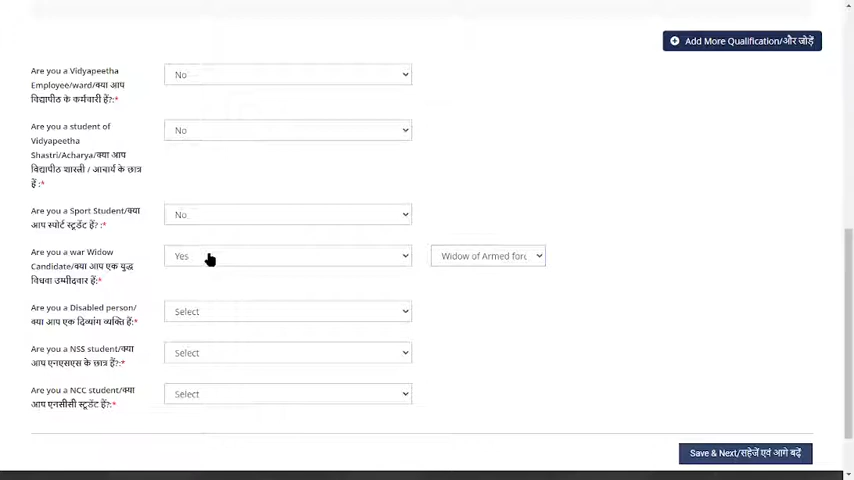 Add More Qualification/और जोड़ें
Are you a Vidyapeetha
Employee/ward/क्या आप
विद्यापीठ के कर्मचारी हैं?:*
No
Are you a student of
Vidyapeetha
Shastri/Acharya/क्या आप
विद्यापीठ शास्त्री / आचार्य के छात्र
हैं :*
No
Are you a Sport Student/क्या
आप स्पोर्ट स्टूडेंट हैं? :*
No
Are you a war Widow
Candidate/क्या आप एक युद्ध
विधवा उम्मीदवार हैं:*
Yes
Widow of Armed forc
Are you a Disabled person/
क्या आप एक दिव्यांग व्यक्ति हैं:*
Select
Are you a NSS student/क्या
आप एनएसएस के छात्र हैं?:*
Select
Are you a NCC student/क्या
आप एनसीसी स्टूडेंट हैं?:*
Select
Save & Next/सहेजें एवं आगे बढ़ें